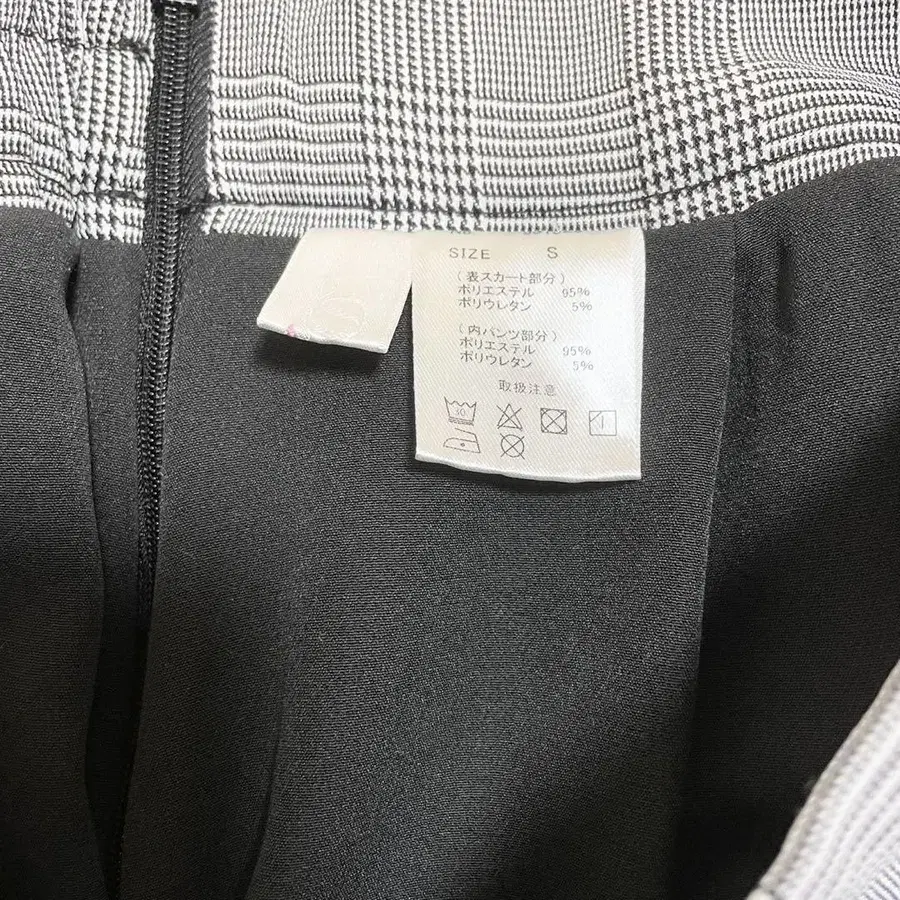 SIZE S
(表スカート部分)
ポリエステル 95%
ポリウレタン 5%
(内パンツ部分)
ポリエステル 95%
ポリウレタン 5%
取扱注意